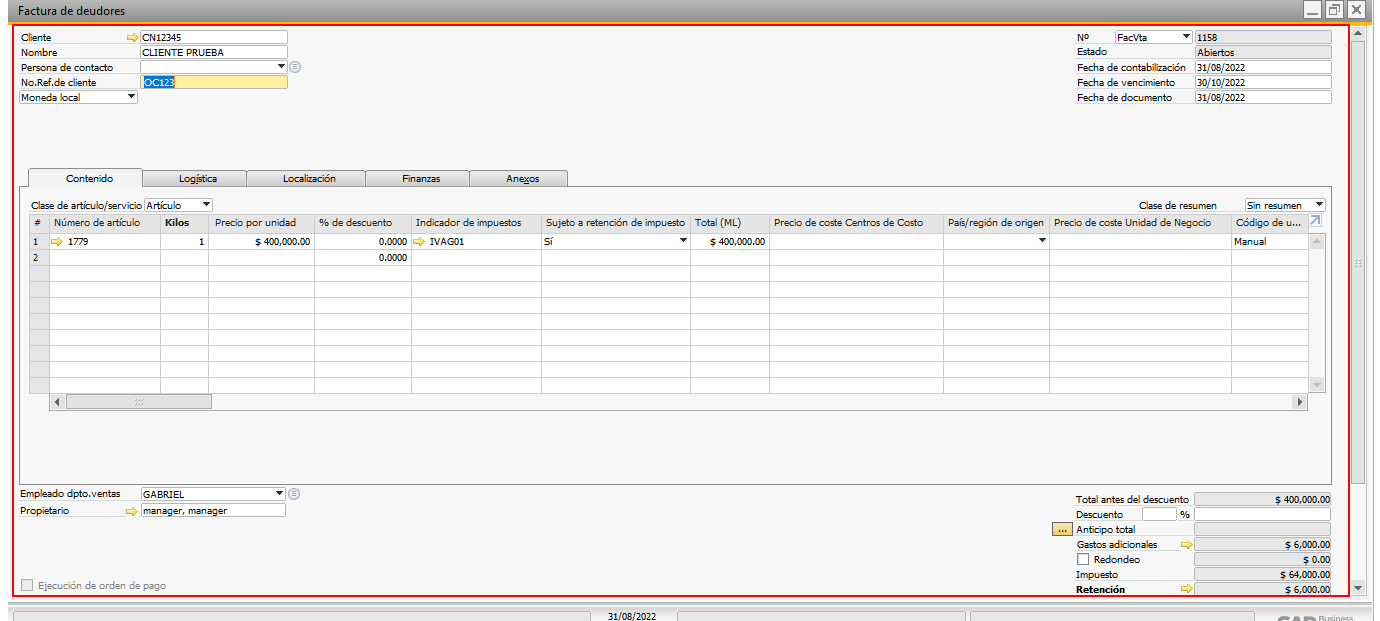 Factura de deudores
Cliente CN12345
Nombre CLIENTE PRUEBA
Persona de contacto
No.Ref.de cliente OC123
Moneda local
Nº FacVta 1158
Estado Abiertos
Fecha de contabilización 31/08/2022
Fecha de vencimiento 30/10/2022
Fecha de documento 31/08/2022
Contenido Logística Localización Finanzas Anexos
Clase de artículo/servicio Artículo Clase de resumen Sin resumen
# Número de artículo Kilos Precio por unidad % de descuento Indicador de impuestos Sujeto a retención de impuesto Total (ML) Precio de coste Centros de Costo País/región de origen Precio de coste Unidad de Negocio Código de u...
1 1779 1 $ 400,000.00 0.0000 IVAG01 Sí $ 400,000.00 Manual
2 0.0000
Empleado dpto.ventas GABRIEL
Propietario manager, manager
Ejecución de orden de pago
Total antes del descuento $ 400,000.00
Descuento %
... Anticipo total
Gastos adicionales $ 6,000.00
Redondeo $ 0.00
Impuesto $ 64,000.00
Retención $ 6,000.00
31/08/2022
SAP Business